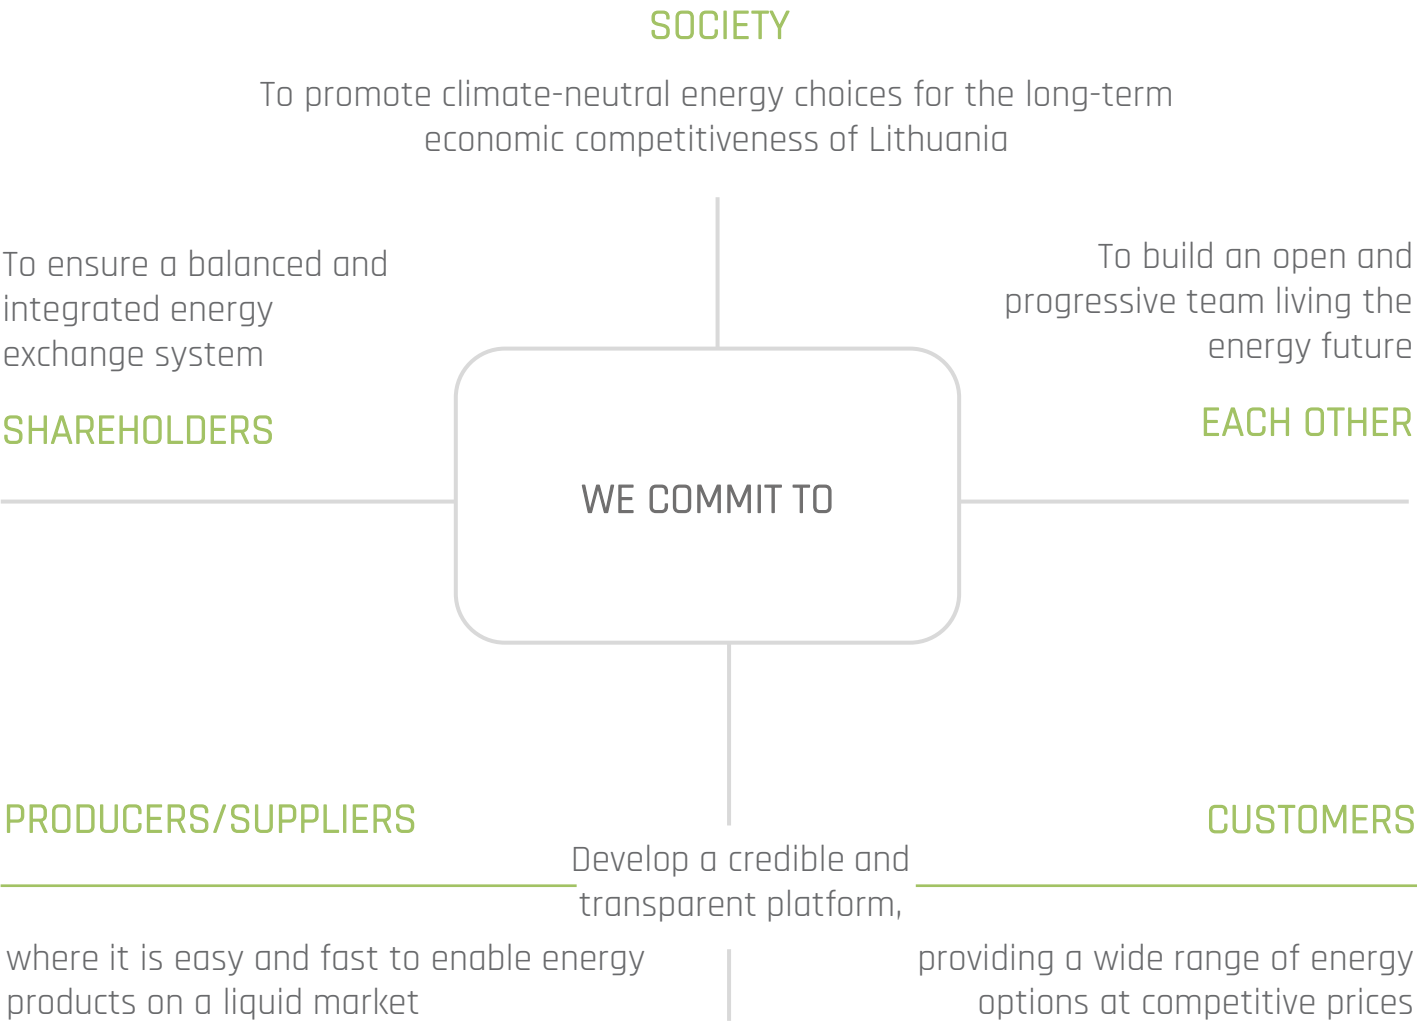 SOCIETY
To promote climate-neutral energy choices for the long-term
economic competitiveness of Lithuania
To ensure a balanced and
integrated energy
exchange system
SHAREHOLDERS
To build an open and
progressive team living the
energy future
EACH OTHER
WE COMMIT TO
PRODUCERS/SUPPLIERS
CUSTOMERS
Develop a credible and
transparent platform,
where it is easy and fast to enable energy
products on a liquid market
providing a wide range of energy
options at competitive prices